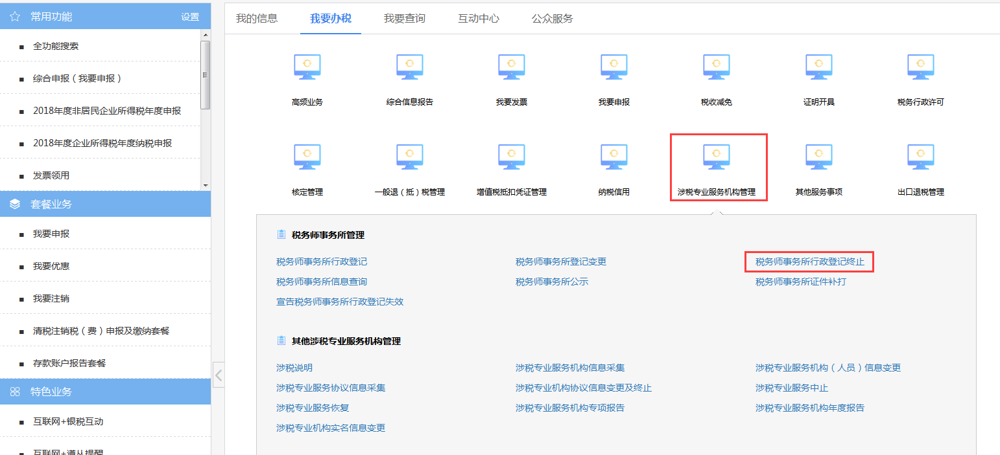 常用功能 设置
全功能搜索
综合申报（我要申报）
2018年度非居民企业所得税年度申报
2018年度企业所得税年度纳税申报
发票领用
套餐业务
我要申报
我要优惠
我要注销
清税注销税（费）申报及缴纳套餐
存款账户报告套餐
特色业务
互联网+银税互动
互联网+遵从提醒
我的信息 我要办税 我要查询 互动中心 公众服务
高频业务 综合信息报告 我要发票 我要申报 税收减免 证明开具 税务行政许可
核定管理 一般退（抵）税管理 增值税抵扣凭证管理 纳税信用 涉税专业服务机构管理 其他服务事项 出口退税管理
税务师事务所管理
税务师事务所行政登记 税务师事务所登记变更 税务师事务所行政登记终止
税务师事务所信息查询 税务师事务所公示 税务师事务所证件补打
宣告税务师事务所行政登记失效
其他涉税专业服务机构管理
涉税说明 涉税专业服务机构信息采集 涉税专业服务机构（人员）信息变更
涉税专业服务协议信息采集 涉税专业机构协议信息变更及终止 涉税专业服务中止
涉税专业服务恢复 涉税专业服务机构专项报告 涉税专业服务机构年度报告
涉税专业机构实名信息变更